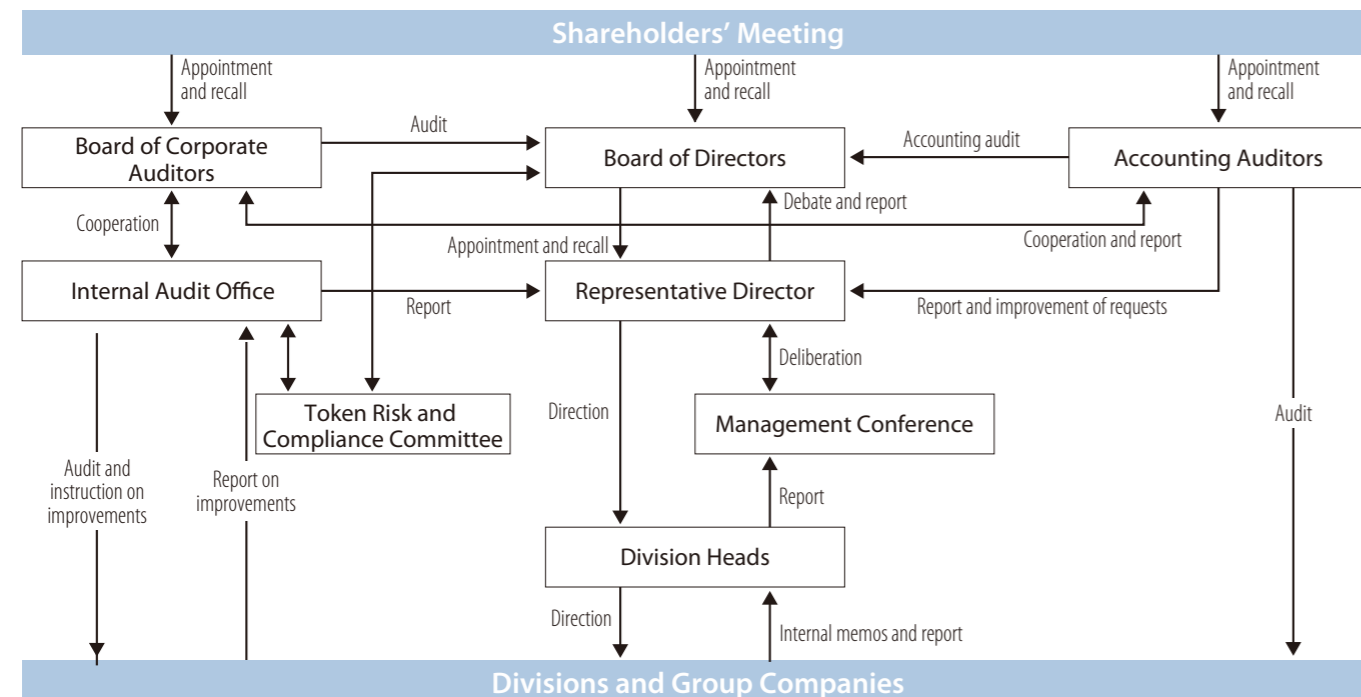 Shareholders’ Meeting
Appointment
and recall
Appointment
and recall
Appointment
and recall
Board of Corporate
Auditors
Audit
Board of Directors
Accounting audit
Accounting Auditors
Cooperation
Debate and report
Appointment and recall
Cooperation and report
Internal Audit Office
Report
Representative Director
Report and improvement of requests
Deliberation
Token Risk and
Compliance Committee
Direction
Management Conference
Audit
Audit and
instruction on
improvements
Report on
improvements
Report
Division Heads
Direction
Internal memos and report
Divisions and Group Companies